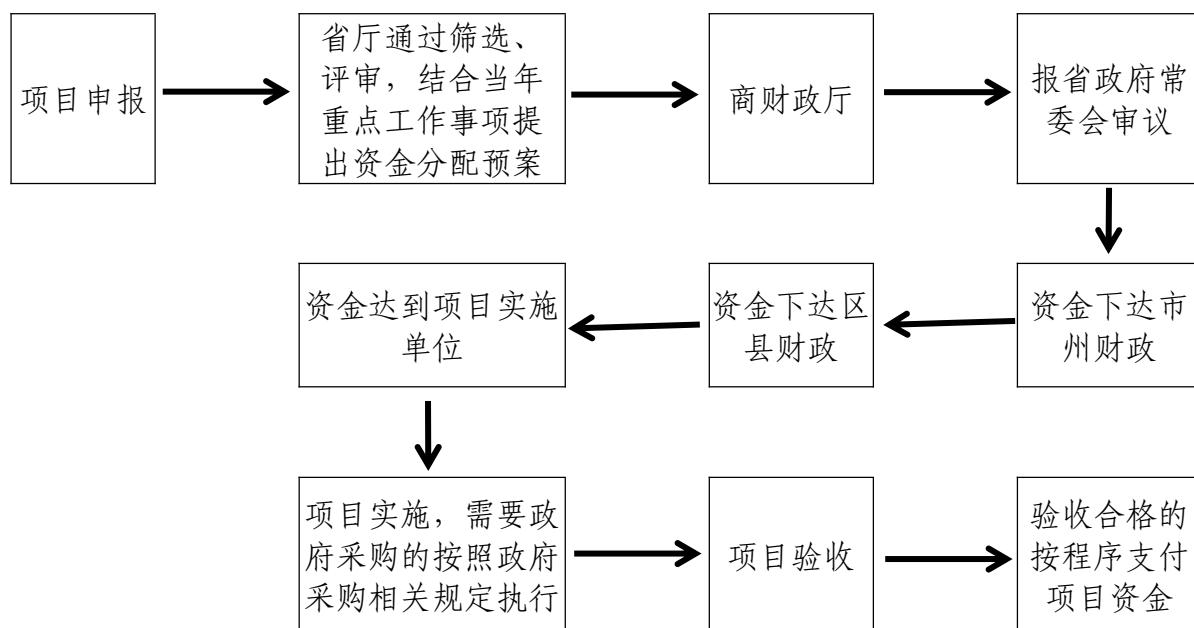 项目申报
省厅通过筛选、
评审，结合当年
重点工作事项提
出资金分配预案
商财政厅
报省政府常
委会审议
资金下达市
州财政
资金下达区
县财政
资金达到项目实施
单位
项目实施，需要政
府采购的按照政府
采购相关规定执行
项目验收
验收合格的
按程序支付
项目资金